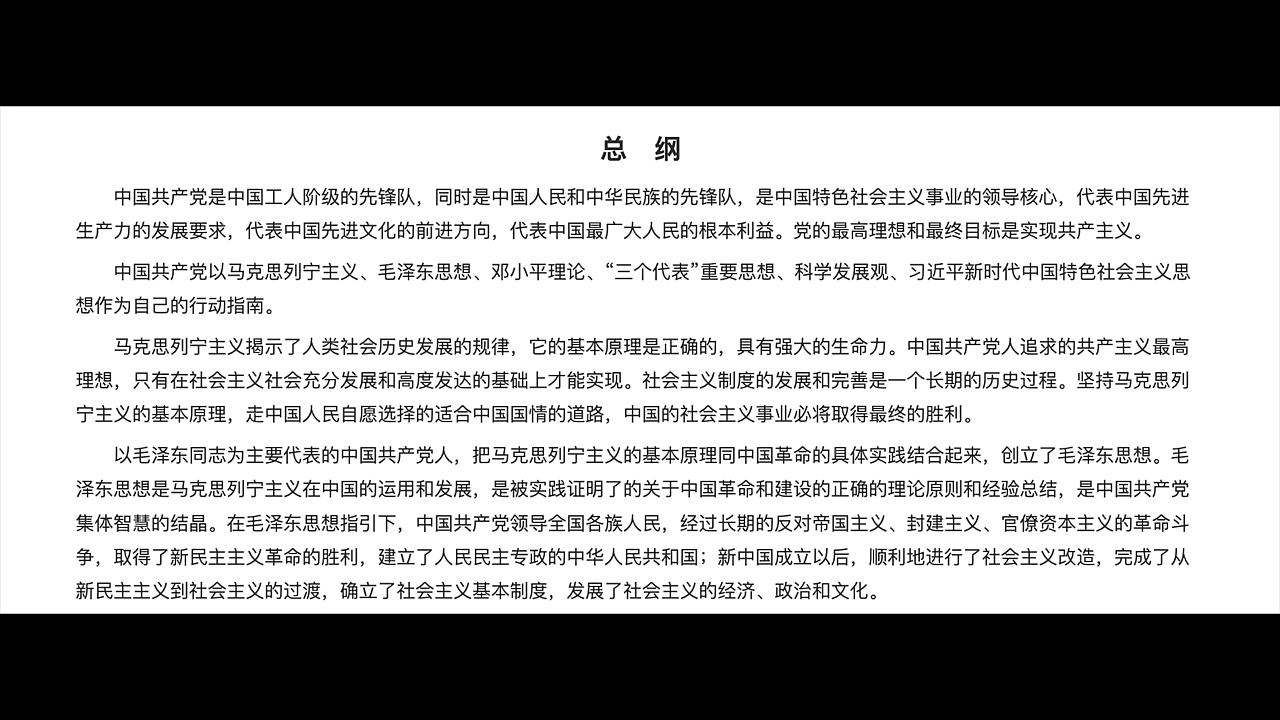 总 纲
中国共产党是中国工人阶级的先锋队，同时是中国人民和中华民族的先锋队，是中国特色社会主义事业的领导核心，代表中国先进
生产力的发展要求，代表中国先进文化的前进方向，代表中国最广大人民的根本利益。党的最高理想和最终目标是实现共产主义。
中国共产党以马克思列宁主义、毛泽东思想、邓小平理论、“三个代表”重要思想、科学发展观、习近平新时代中国特色社会主义思
想作为自己的行动指南。
马克思列宁主义揭示了人类社会历史发展的规律，它的基本原理是正确的，具有强大的生命力。中国共产党人追求的共产主义最高
理想，只有在社会主义社会充分发展和高度发达的基础上才能实现。社会主义制度的发展和完善是一个长期的历史过程。坚持马克思列
宁主义的基本原理，走中国人民自愿选择的适合中国国情的道路，中国的社会主义事业必将取得最终的胜利。
以毛泽东同志为主要代表的中国共产党人，把马克思列宁主义的基本原理同中国革命的具体实践结合起来，创立了毛泽东思想。毛
泽东思想是马克思列宁主义在中国的运用和发展，是被实践证明了的关于中国革命和建设的正确的理论原则和经验总结，是中国共产党
集体智慧的结晶。在毛泽东思想指引下，中国共产党领导全国各族人民，经过长期的反对帝国主义、封建主义、官僚资本主义的革命斗
争，取得了新民主主义革命的胜利，建立了人民民主专政的中华人民共和国；新中国成立以后，顺利地进行了社会主义改造，完成了从
新民主主义到社会主义的过渡，确立了社会主义基本制度，发展了社会主义的经济、政治和文化。